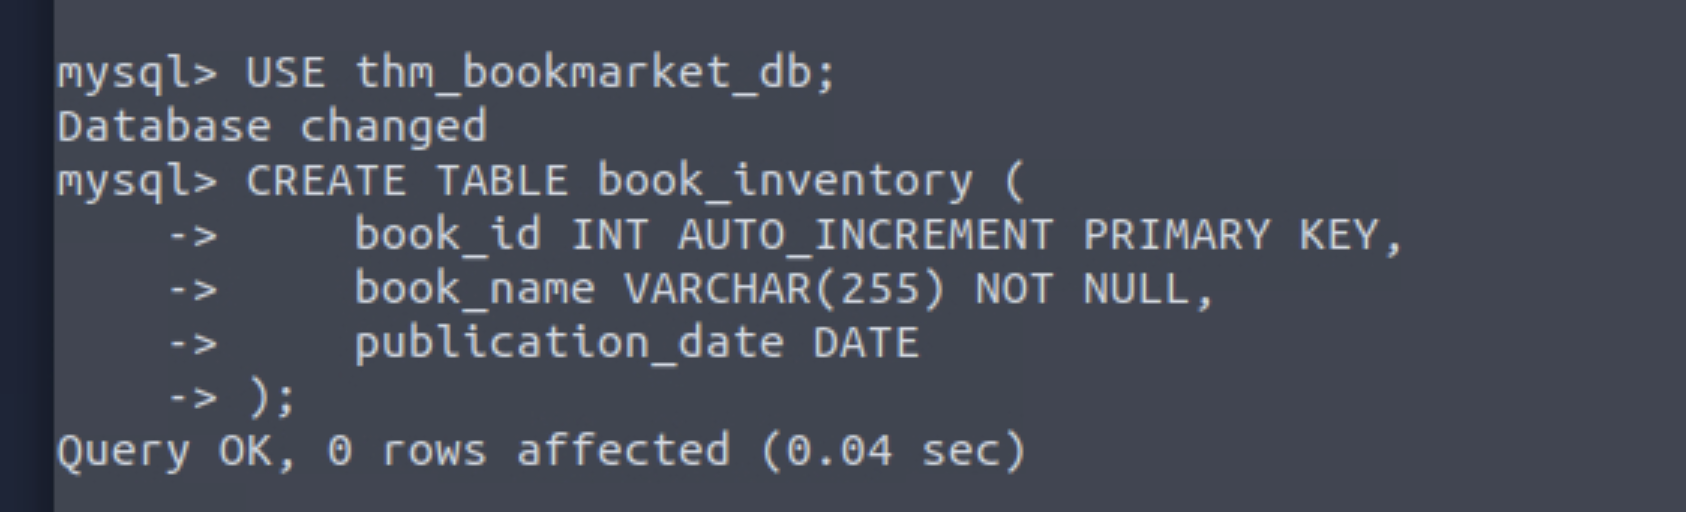 mysql> USE thm_bookmarket_db;
Database changed
mysql> CREATE TABLE book_inventory (
    ->     book_id INT AUTO_INCREMENT PRIMARY KEY,
    ->     book_name VARCHAR(255) NOT NULL,
    ->     publication_date DATE
    -> );
Query OK, 0 rows affected (0.04 sec)